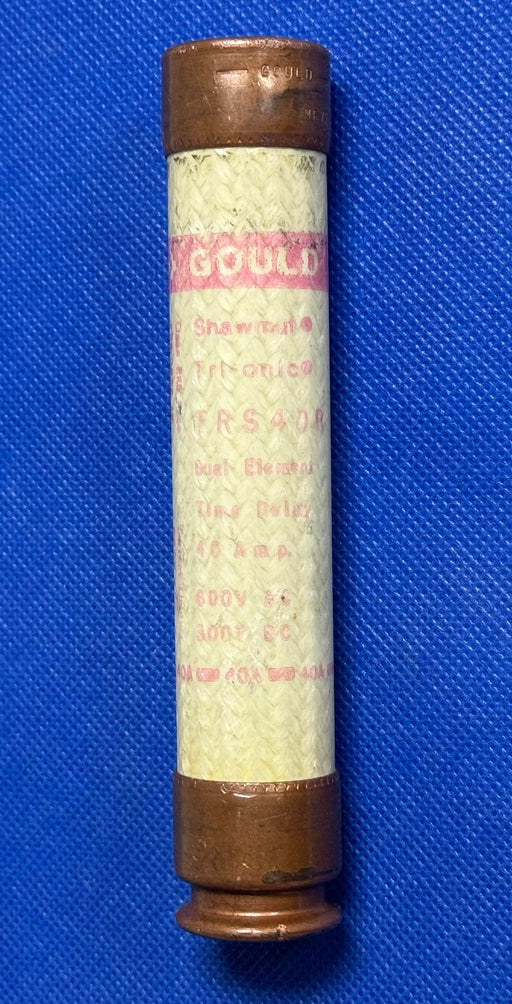 GOULD
GOULD
Shawmut®
Tri-onic®
TRS40R
Dual Element
Time Delay
40 Amp.
600V AC
300V DC
40A 40A 40A